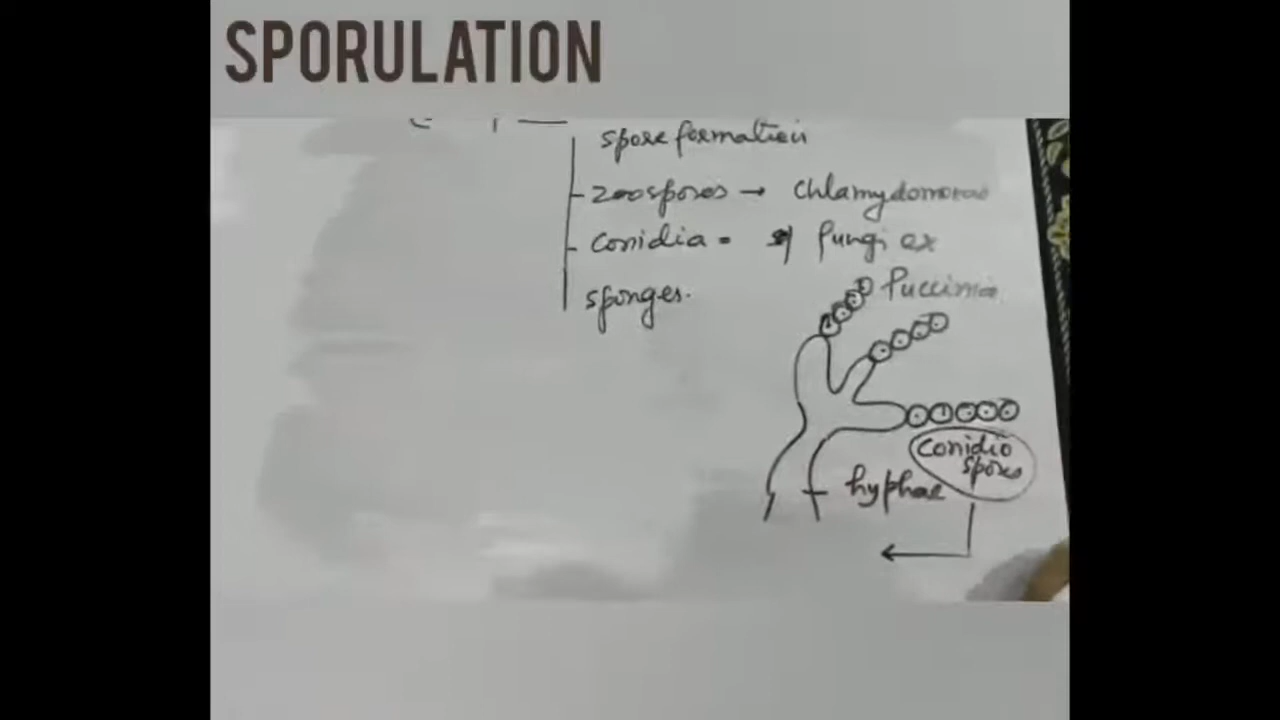 SPORULATION
spore formation
- zoospores → Chlamydomonas
- Conidia = fungi ex
Puccinia
sponges.
Conidio
spores
hyphae